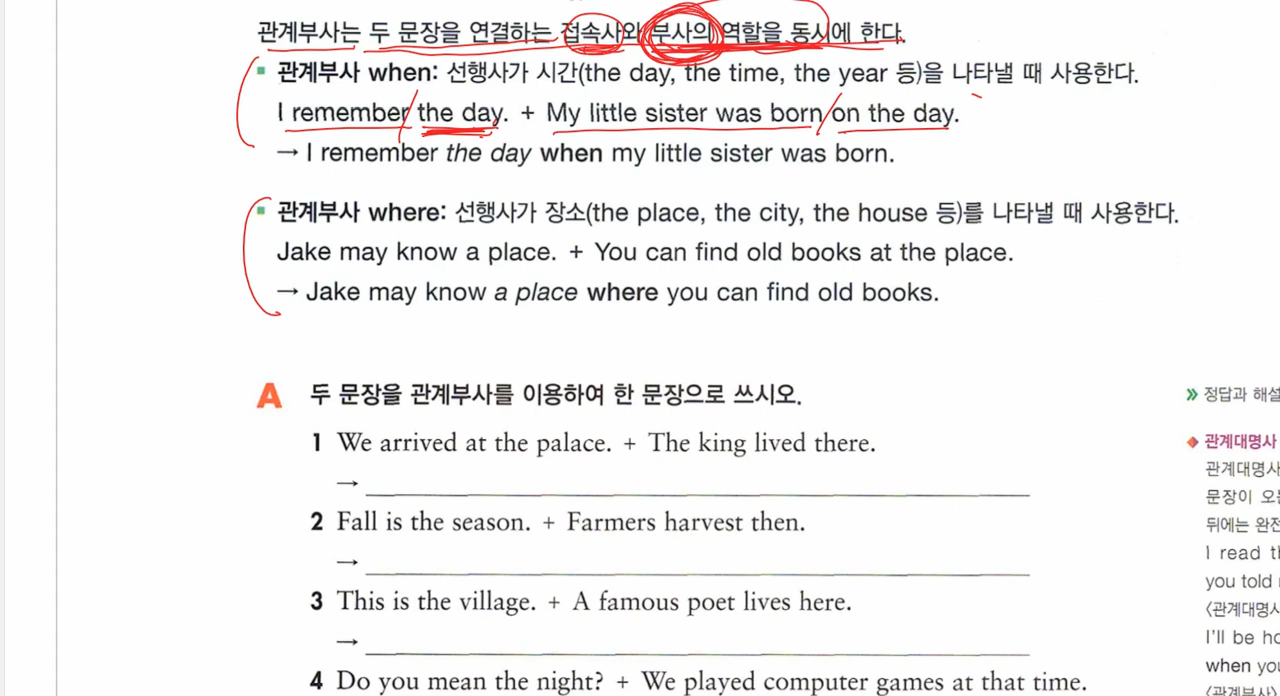 관계부사는 두 문장을 연결하는 접속사와 부사의 역할을 동시에 한다.
관계부사 when: 선행사가 시간(the day, the time, the year 등)을 나타낼 때 사용한다.
I remember the day. + My little sister was born on the day.
→ I remember the day when my little sister was born.
관계부사 where: 선행사가 장소(the place, the city, the house 등)를 나타낼 때 사용한다.
Jake may know a place. + You can find old books at the place.
→ Jake may know a place where you can find old books.
A 두 문장을 관계부사를 이용하여 한 문장으로 쓰시오.
1 We arrived at the palace. + The king lived there.
→
2 Fall is the season. + Farmers harvest then.
→
3 This is the village. + A famous poet lives here.
→
4 Do you mean the night? + We played computer games at that time.
» 정답과 해설
관계대명사
관계대명사
문장이 오
뒤에는 완전
I read
you told
〈관계대명사
I'll be
when you
〈관계부사〉